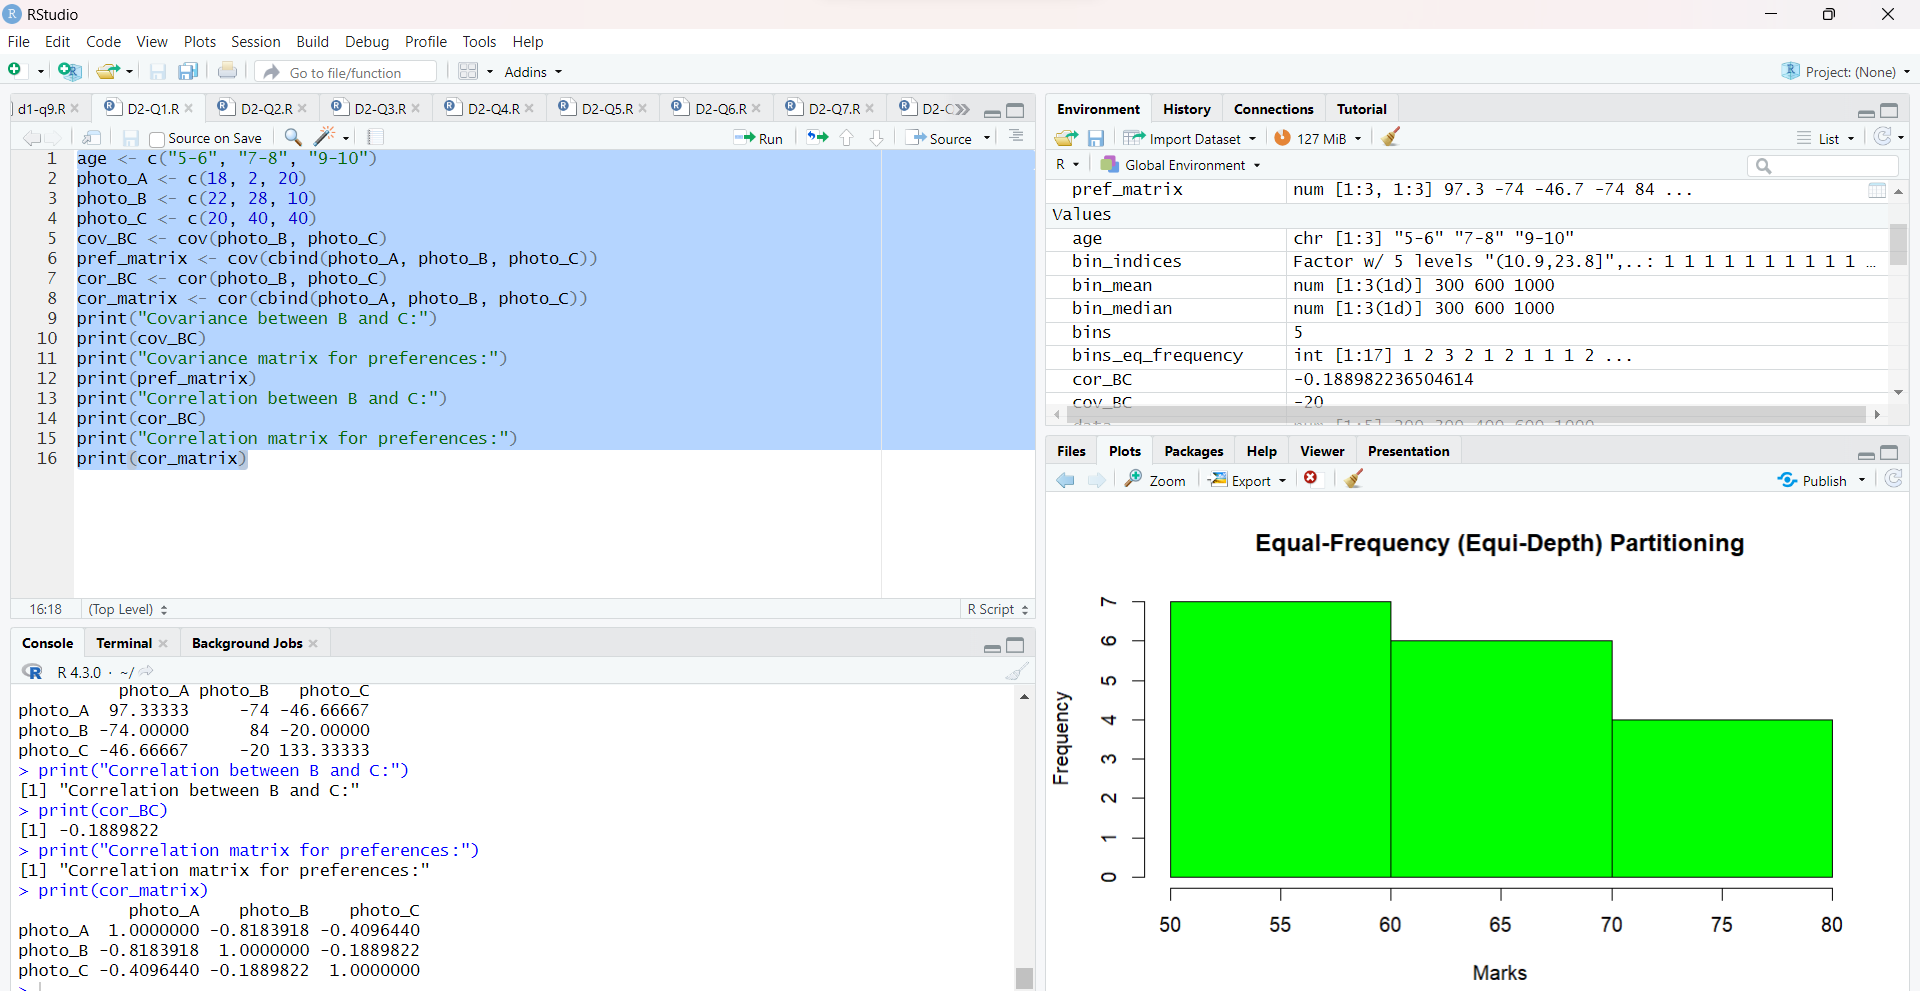 RStudio
File Edit Code View Plots Session Build Debug Profile Tools Help
Go to file/function Addins Project: (None)
d1-q9.R D2-Q1.R D2-Q2.R D2-Q3.R D2-Q4.R D2-Q5.R D2-Q6.R D2-Q7.R D2-
Source on Save Run Source
1 age <- c("5-6", "7-8", "9-10")
2 photo_A <- c(18, 2, 20)
3 photo_B <- c(22, 28, 10)
4 photo_C <- c(20, 40, 40)
5 cov_BC <- cov(photo_B, photo_C)
6 pref_matrix <- cov(cbind(photo_A, photo_B, photo_C))
7 cor_BC <- cor(photo_B, photo_C)
8 cor_matrix <- cor(cbind(photo_A, photo_B, photo_C))
9 print("Covariance between B and C:")
10 print(cov_BC)
11 print("Covariance matrix for preferences:")
12 print(pref_matrix)
13 print("Correlation between B and C:")
14 print(cor_BC)
15 print("Correlation matrix for preferences:")
16 print(cor_matrix)
16:18 (Top Level) R Script
Console Terminal Background Jobs
R 4.3.0 · ~/
photo_A photo_B photo_C
photo_A 97.33333 -74 -46.66667
photo_B -74.00000 84 -20.00000
photo_C -46.66667 -20 133.33333
> print("Correlation between B and C:")
[1] "Correlation between B and C:"
> print(cor_BC)
[1] -0.1889822
> print("Correlation matrix for preferences:")
[1] "Correlation matrix for preferences:"
> print(cor_matrix)
photo_A photo_B photo_C
photo_A 1.0000000 -0.8183918 -0.4096440
photo_B -0.8183918 1.0000000 -0.1889822
photo_C -0.4096440 -0.1889822 1.0000000
>
Environment History Connections Tutorial
Import Dataset 127 MiB List
R Global Environment
pref_matrix num [1:3, 1:3] 97.3 -74 -46.7 -74 84 ...
Values
age chr [1:3] "5-6" "7-8" "9-10"
bin_indices Factor w/ 5 levels "(10.9,23.8]",..: 1 1 1 1 1 1 1 1 1 1 …
bin_mean num [1:3(1d)] 300 600 1000
bin_median num [1:3(1d)] 300 600 1000
bins 5
bins_eq_frequency int [1:17] 1 2 3 2 1 2 1 1 1 2 ...
cor_BC -0.188982236504614
cov_BC -20
data num [1:5] 200 300 400 600 1000
Files Plots Packages Help Viewer Presentation
Zoom Export Publish
Equal-Frequency (Equi-Depth) Partitioning
Frequency
7
6
5
4
3
2
1
0
50 55 60 65 70 75 80
Marks